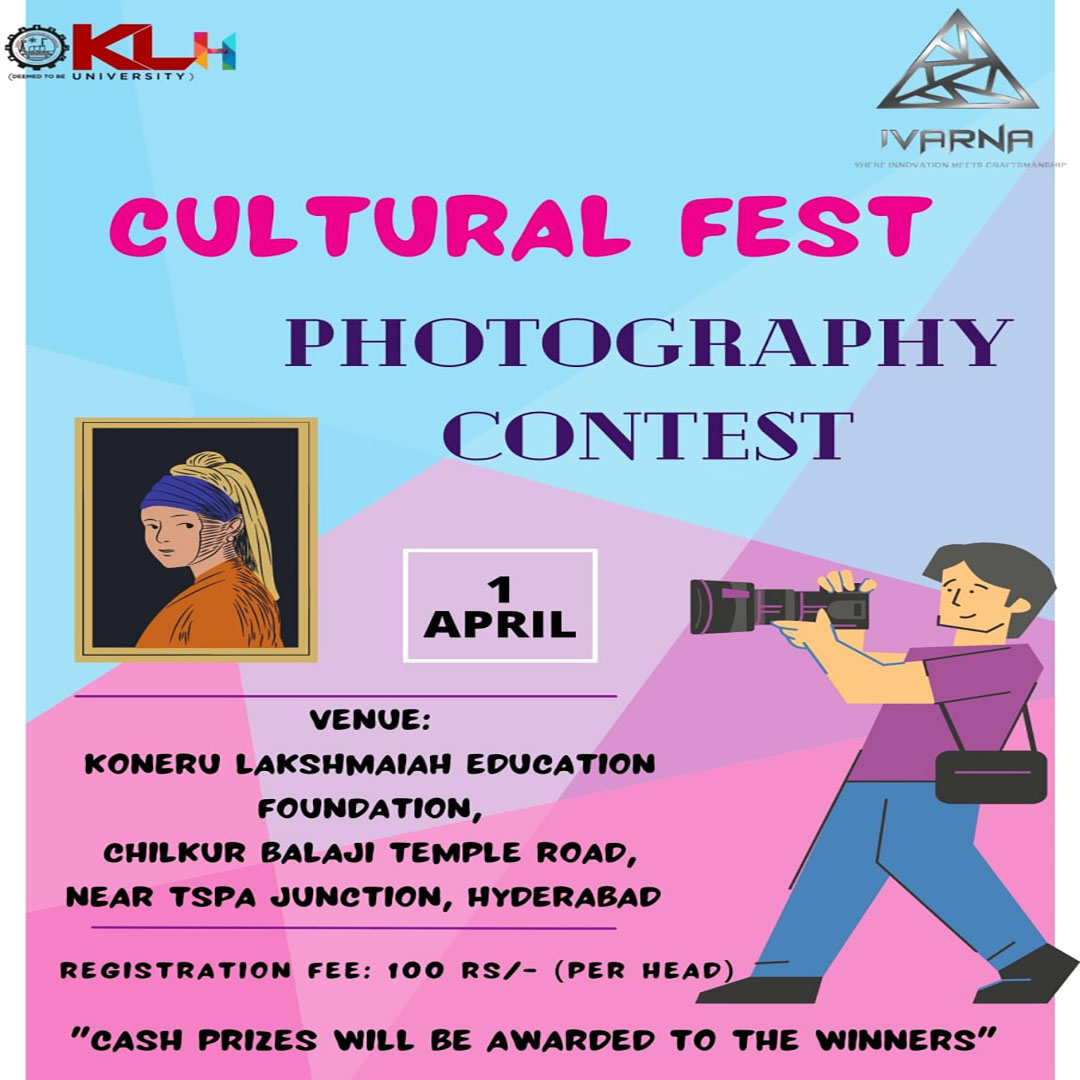 KLH
(DEEMED TO BE UNIVERSITY)
IVARNA
WHERE INNOVATION MEETS CRAFTSMANSHIP
CULTURAL FEST
PHOTOGRAPHY
CONTEST
1
APRIL
VENUE:
KONERU LAKSHMAIAH EDUCATION
FOUNDATION,
CHILKUR BALAJI TEMPLE ROAD,
NEAR TSPA JUNCTION, HYDERABAD
REGISTRATION FEE: 100 RS/- (PER HEAD)
"CASH PRIZES WILL BE AWARDED TO THE WINNERS"